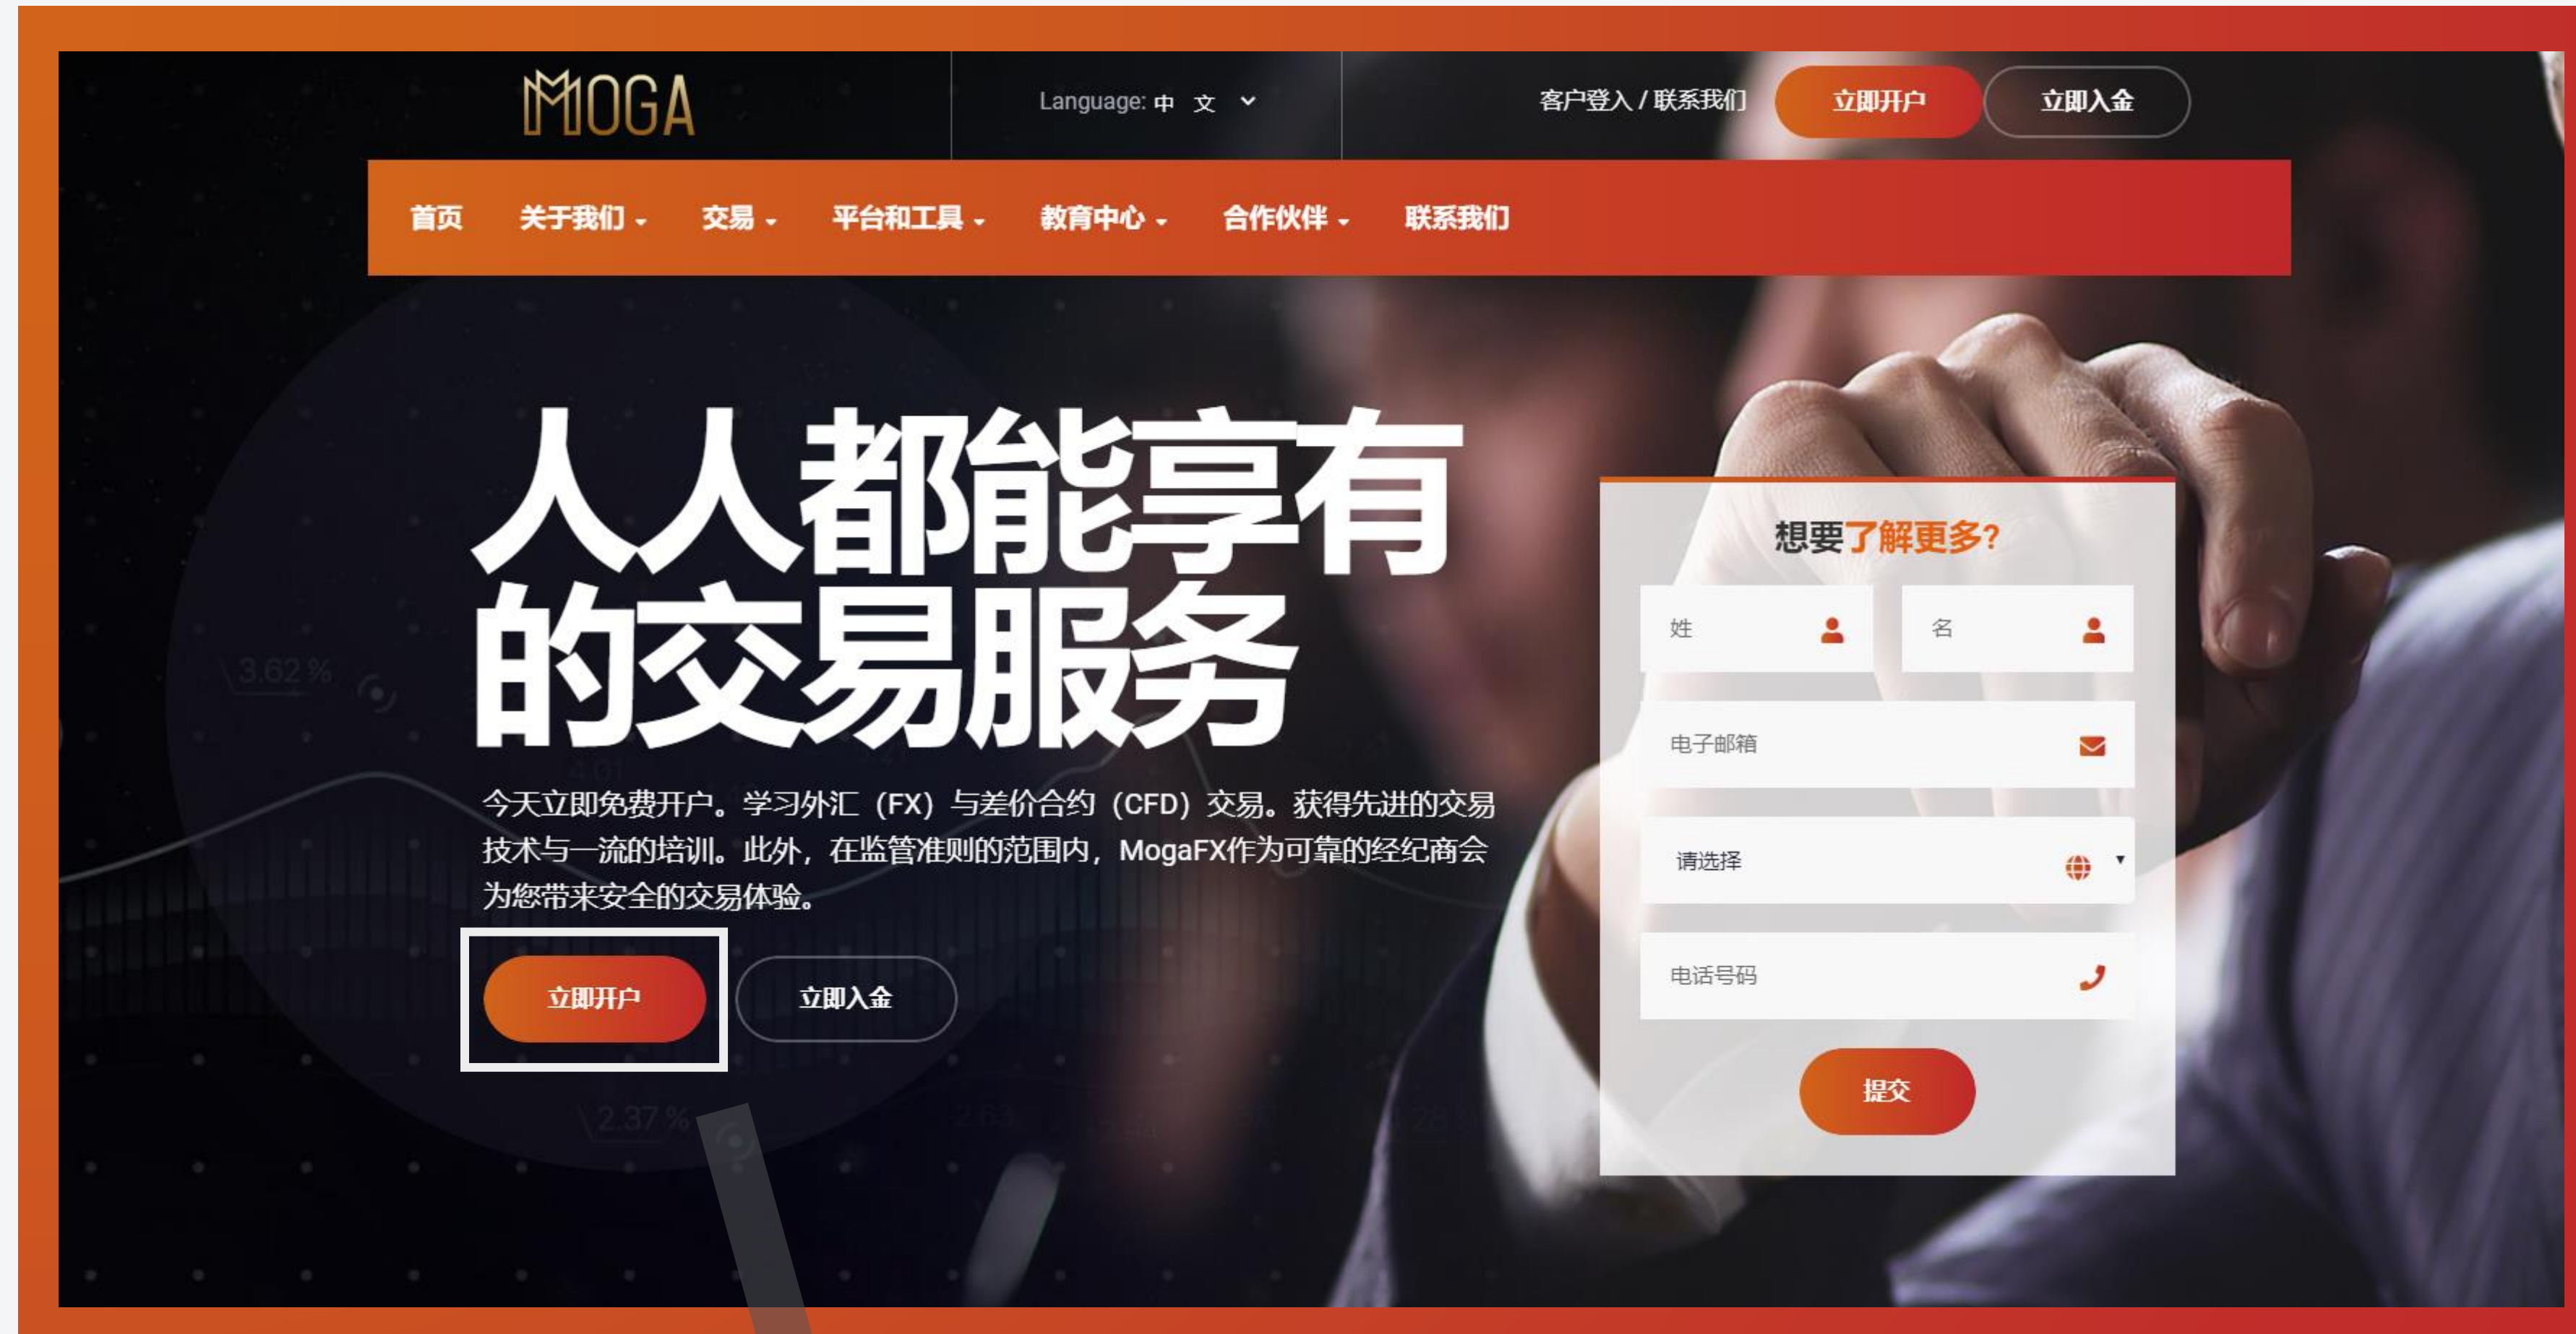 MOGA
Language: 中 文
客户登入 / 联系我们
立即开户
立即入金
首页 关于我们 交易 平台和工具 教育中心 合作伙伴 联系我们
人人都能享有
的交易服务
今天立即免费开户。学习外汇（FX）与差价合约（CFD）交易。获得先进的交易
技术与一流的培训。此外，在监管准则的范围内，MogaFX作为可靠的经纪商会
为您带来安全的交易体验。
立即开户
立即入金
想要了解更多?
姓
名
电子邮箱
请选择
电话号码
提交
3.62 %
4.01
2.37 %
2.63